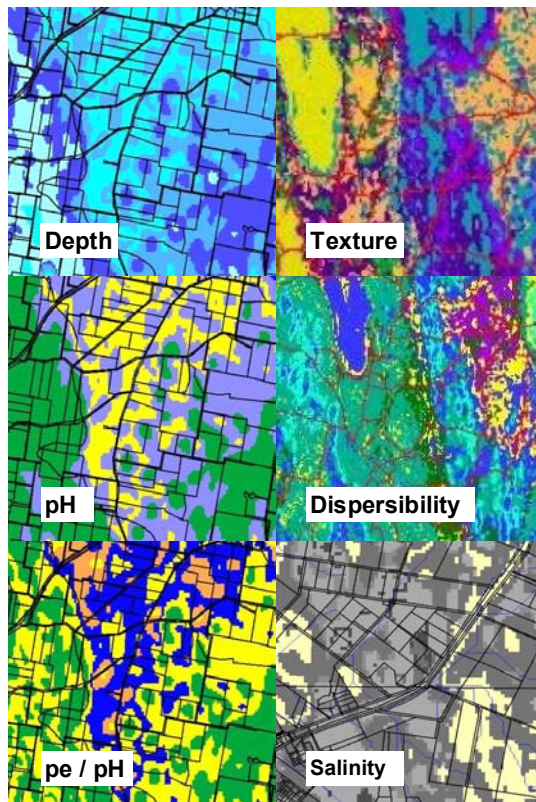 Depth
Texture
pH
Dispersibility
pe / pH
Salinity